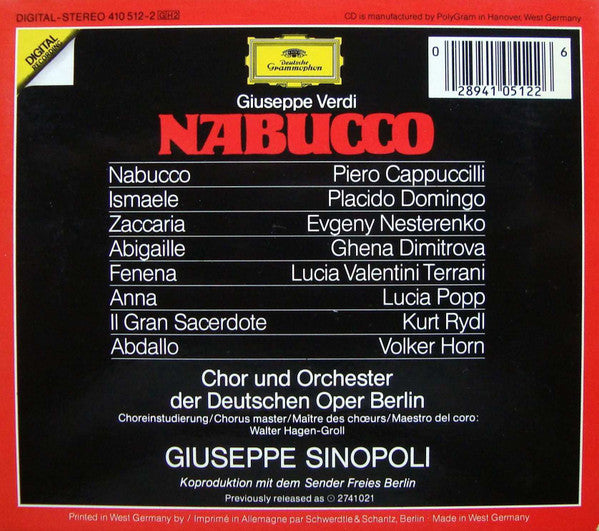 DIGITAL-STEREO 410 512-2 GH 2
CD is manufactured by PolyGram in Hanover, West Germany
DIGITAL
RECORDING
Deutsche
Grammophon
0 28941 05122 6
Giuseppe Verdi
NABUCCO
Nabucco Piero Cappuccilli
Ismaele Placido Domingo
Zaccaria Evgeny Nesterenko
Abigaille Ghena Dimitrova
Fenena Lucia Valentini Terrani
Anna Lucia Popp
Il Gran Sacerdote Kurt Rydl
Abdallo Volker Horn
Chor und Orchester
der Deutschen Oper Berlin
Choreinstudierung/Chorus master/Maître des chœurs/Maestro del coro:
Walter Hagen-Groll
GIUSEPPE SINOPOLI
Koproduktion mit dem Sender Freies Berlin
Previously released as 2741021
Printed in West Germany by / Imprimé in Allemagne par Schwerdtle & Schantz, Berlin · Made in West Germany